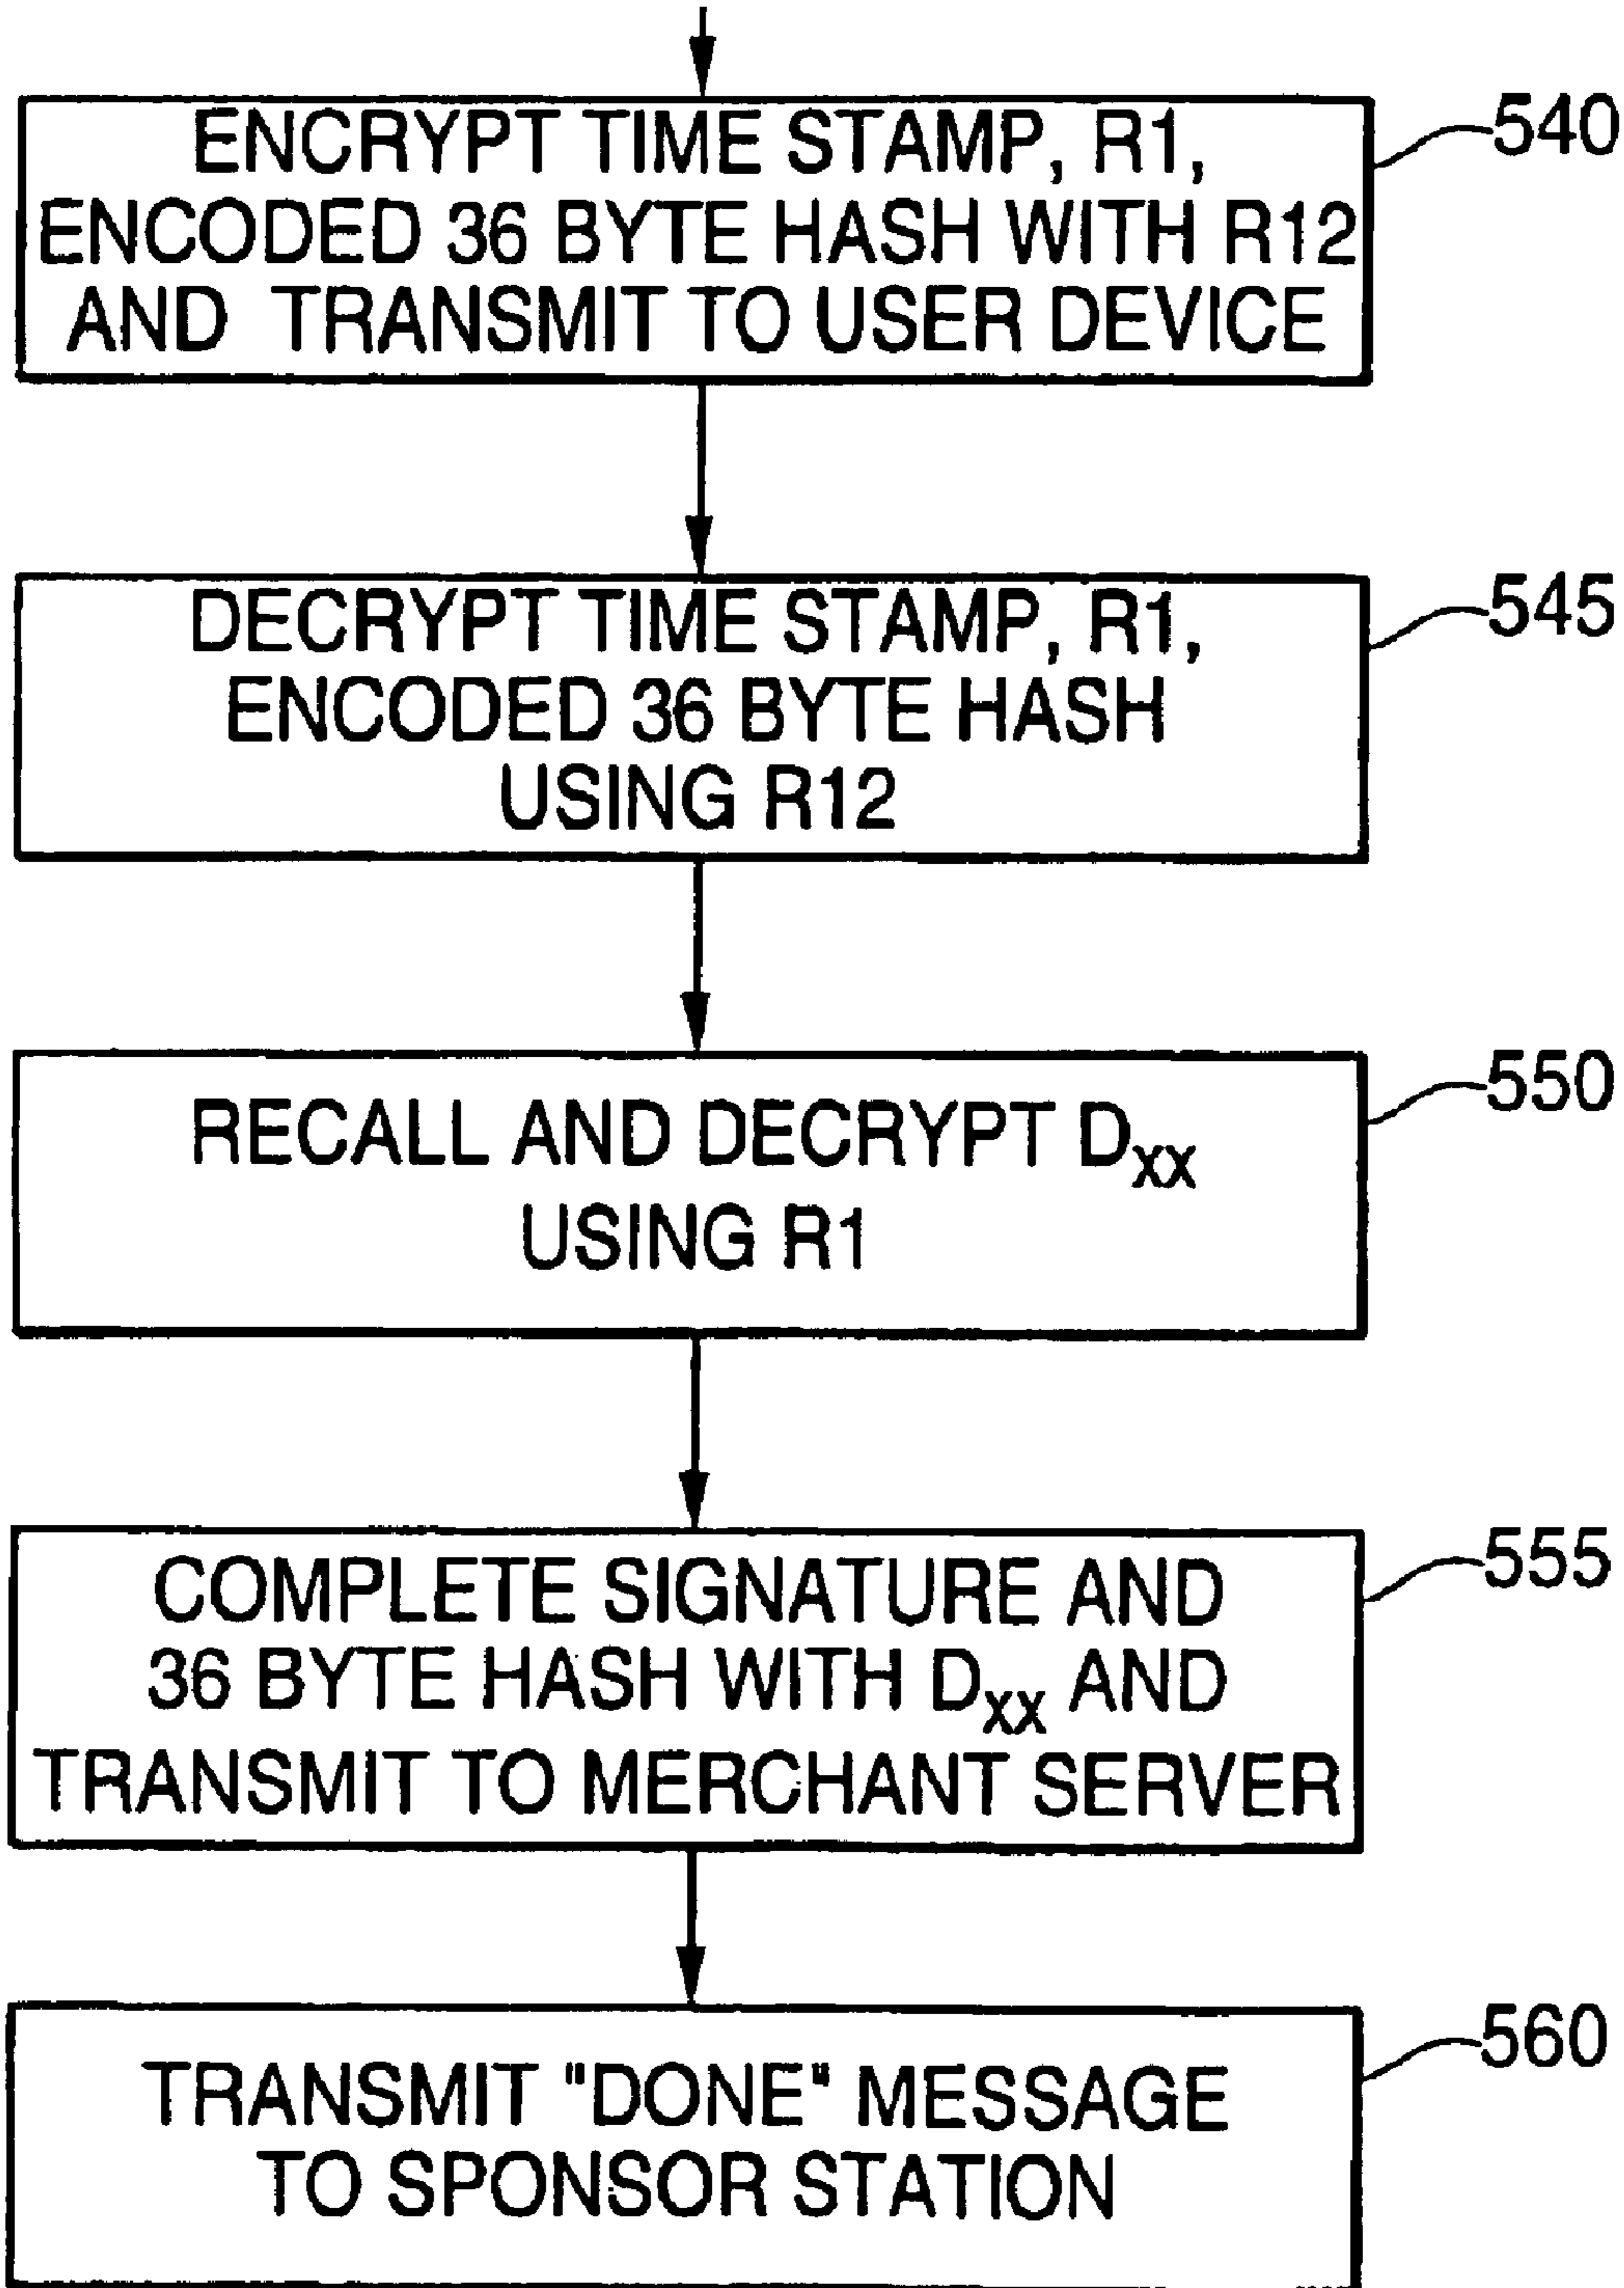 ENCRYPT TIME STAMP, R1,
ENCODED 36 BYTE HASH WITH R12
AND TRANSMIT TO USER DEVICE
540
DECRYPT TIME STAMP, R1,
ENCODED 36 BYTE HASH
USING R12
545
RECALL AND DECRYPT Dxx
USING R1
550
COMPLETE SIGNATURE AND
36 BYTE HASH WITH Dxx AND
TRANSMIT TO MERCHANT SERVER
555
TRANSMIT "DONE" MESSAGE
TO SPONSOR STATION
560